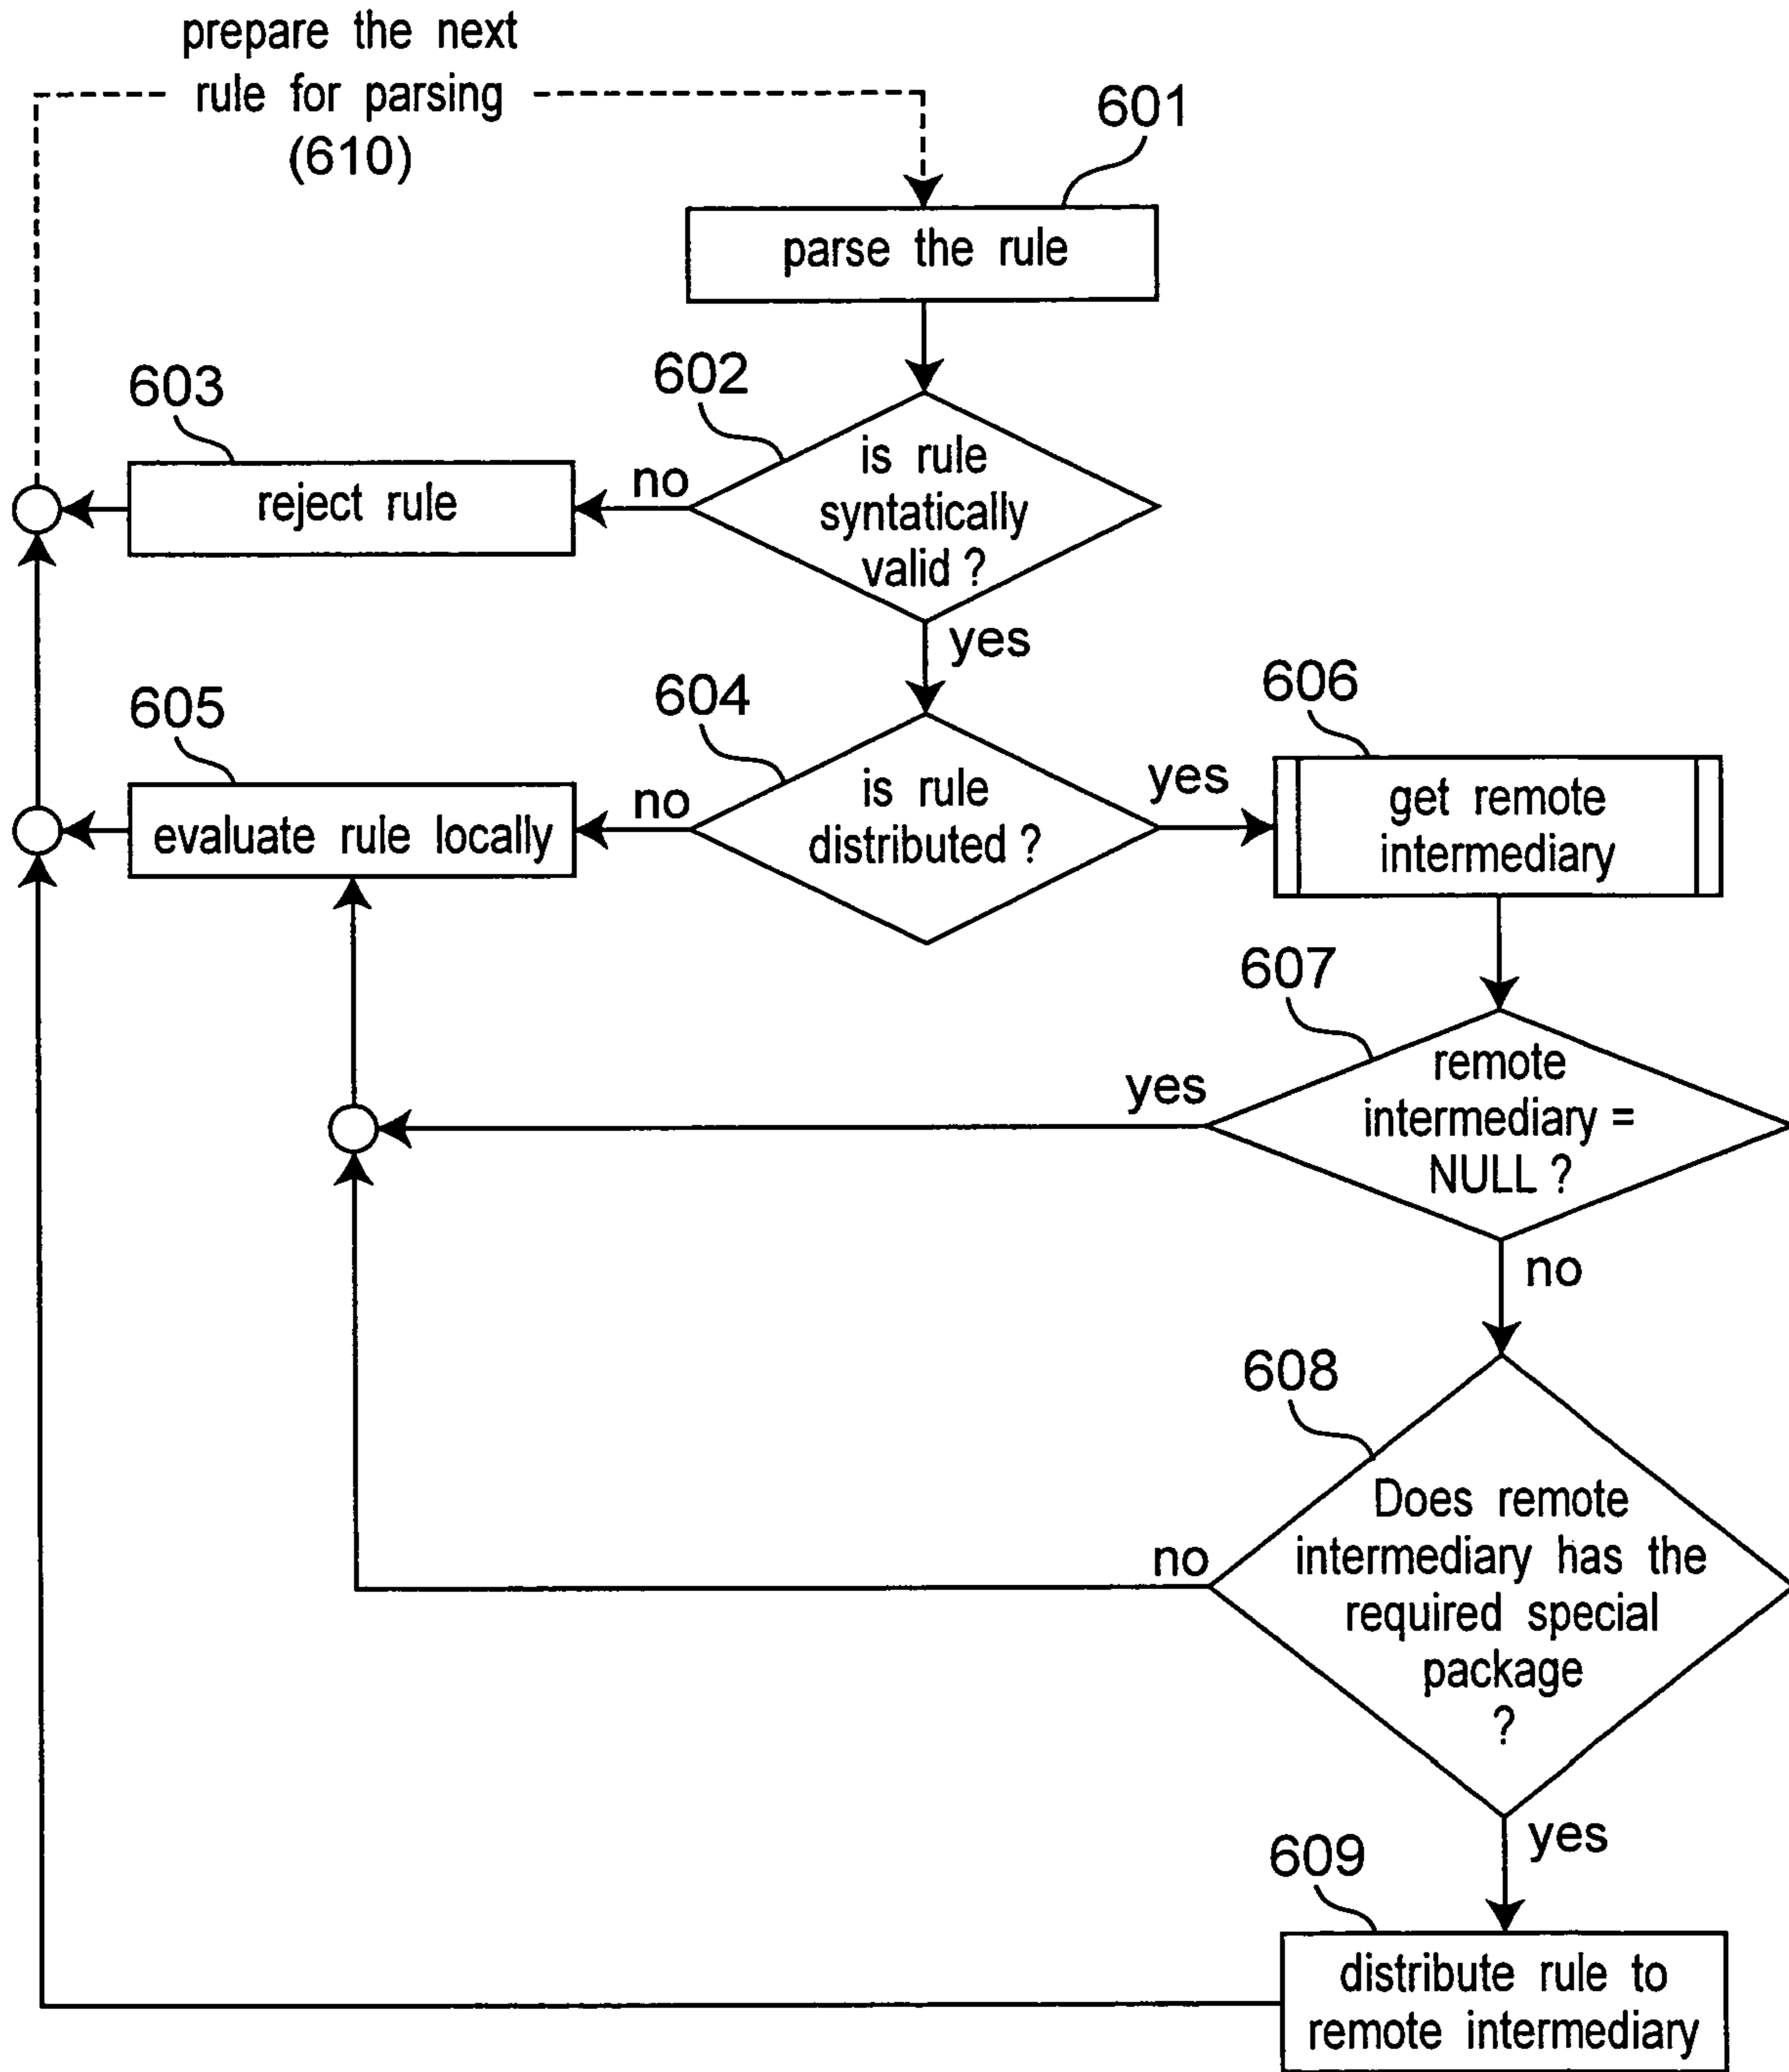 prepare the next
rule for parsing
(610)
601
parse the rule
602
603
is rule
syntatically
valid ?
no
reject rule
yes
604
605
606
is rule
distributed ?
no
yes
evaluate rule locally
get remote
intermediary
607
remote
intermediary =
NULL ?
yes
no
608
Does remote
intermediary has the
required special
package
?
no
yes
609
distribute rule to
remote intermediary